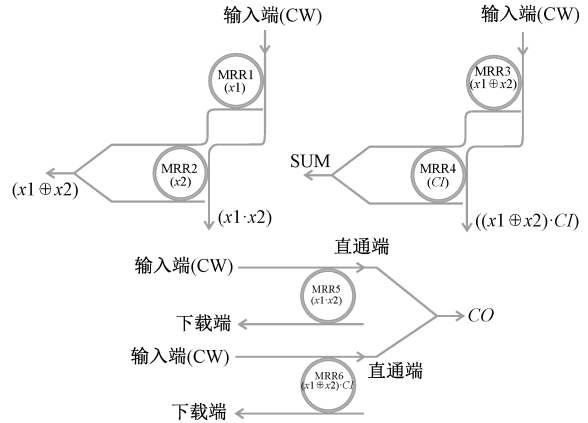 输入端(CW)
MRR1
(x1)
MRR2
(x2)
(x1⊕x2)
(x1·x2)
输入端(CW)
MRR3
(x1⊕x2)
SUM
MRR4
(CI)
((x1⊕x2)·CI)
直通端
输入端(CW)
MRR5
(x1·x2)
下载端
CO
输入端(CW)
直通端
MRR6
(x1⊕x2)·CI
下载端